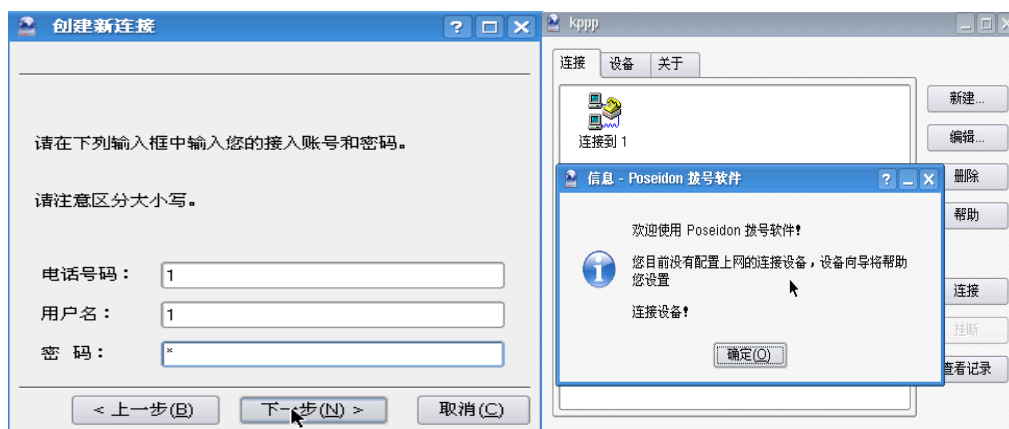 创建新连接
请在下列输入框中输入您的接入账号和密码。
请注意区分大小写。
电话号码： 1
用户名： 1
密 码： *
< 上一步(B)
下一步(N) >
取消(C)
kppp
连接 设备 关于
连接到 1
新建...
编辑...
删除
帮助
连接
挂断
查看记录
信息 - Poseidon 拨号软件
欢迎使用 Poseidon 拨号软件!
您目前没有配置上网的连接设备，设备向导将帮助
您设置
连接设备!
确定(O)